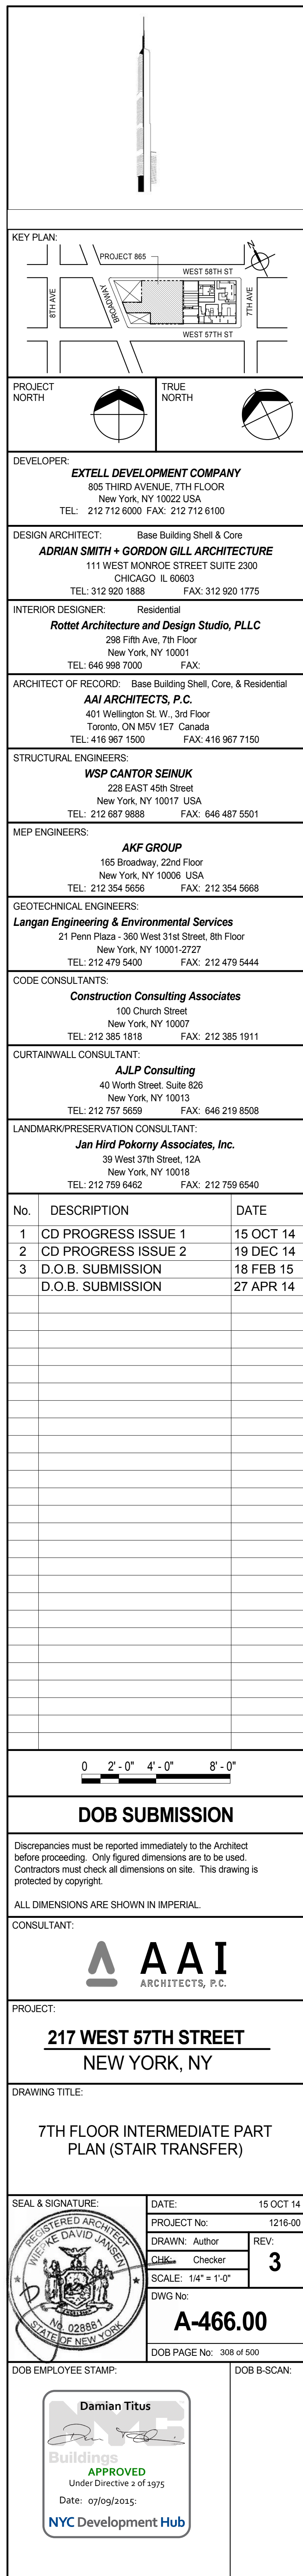 KEY PLAN:
PROJECT 865
N
WEST 58TH ST
8TH AVE
BROADWAY
7TH AVE
WEST 57TH ST
PROJECT
NORTH
TRUE
NORTH
DEVELOPER:
EXTELL DEVELOPMENT COMPANY
805 THIRD AVENUE, 7TH FLOOR
New York, NY 10022 USA
TEL: 212 712 6000 FAX: 212 712 6100
DESIGN ARCHITECT: Base Building Shell & Core
ADRIAN SMITH + GORDON GILL ARCHITECTURE
111 WEST MONROE STREET SUITE 2300
CHICAGO IL 60603
TEL: 312 920 1888 FAX: 312 920 1775
INTERIOR DESIGNER: Residential
Rottet Architecture and Design Studio, PLLC
298 Fifth Ave, 7th Floor
New York, NY 10001
TEL: 646 998 7000 FAX:
ARCHITECT OF RECORD: Base Building Shell, Core, & Residential
AAI ARCHITECTS, P.C.
401 Wellington St. W., 3rd Floor
Toronto, ON M5V 1E7 Canada
TEL: 416 967 1500 FAX: 416 967 7150
STRUCTURAL ENGINEERS:
WSP CANTOR SEINUK
228 EAST 45th Street
New York, NY 10017 USA
TEL: 212 687 9888 FAX: 646 487 5501
MEP ENGINEERS:
AKF GROUP
165 Broadway, 22nd Floor
New York, NY 10006 USA
TEL: 212 354 5656 FAX: 212 354 5668
GEOTECHNICAL ENGINEERS:
Langan Engineering & Environmental Services
21 Penn Plaza - 360 West 31st Street, 8th Floor
New York, NY 10001-2727
TEL: 212 479 5400 FAX: 212 479 5444
CODE CONSULTANTS:
Construction Consulting Associates
100 Church Street
New York, NY 10007
TEL: 212 385 1818 FAX: 212 385 1911
CURTAINWALL CONSULTANT:
AJLP Consulting
40 Worth Street. Suite 826
New York, NY 10013
TEL: 212 757 5659 FAX: 646 219 8508
LANDMARK/PRESERVATION CONSULTANT:
Jan Hird Pokorny Associates, Inc.
39 West 37th Street, 12A
New York, NY 10018
TEL: 212 759 6462 FAX: 212 759 6540
No. DESCRIPTION DATE
1 CD PROGRESS ISSUE 1 15 OCT 14
2 CD PROGRESS ISSUE 2 19 DEC 14
3 D.O.B. SUBMISSION 18 FEB 15
D.O.B. SUBMISSION 27 APR 14
0 2' - 0" 4' - 0" 8' - 0"
DOB SUBMISSION
Discrepancies must be reported immediately to the Architect
before proceeding. Only figured dimensions are to be used.
Contractors must check all dimensions on site. This drawing is
protected by copyright.
ALL DIMENSIONS ARE SHOWN IN IMPERIAL.
CONSULTANT:
AAI
ARCHITECTS, P.C.
PROJECT:
217 WEST 57TH STREET
NEW YORK, NY
DRAWING TITLE:
7TH FLOOR INTERMEDIATE PART
PLAN (STAIR TRANSFER)
SEAL & SIGNATURE:
REGISTERED ARCHITECT
WIEPKE DAVID JANSEN
No. 028881
STATE OF NEW YORK
DATE: 15 OCT 14
PROJECT No: 1216-00
DRAWN: Author
CHK: Checker
SCALE: 1/4" = 1'-0"
REV:
3
DWG No:
A-466.00
DOB PAGE No: 308 of 500
DOB EMPLOYEE STAMP:
DOB B-SCAN:
NYC
Damian Titus
Buildings
APPROVED
Under Directive 2 of 1975
Date: 07/09/2015:
NYC Development Hub